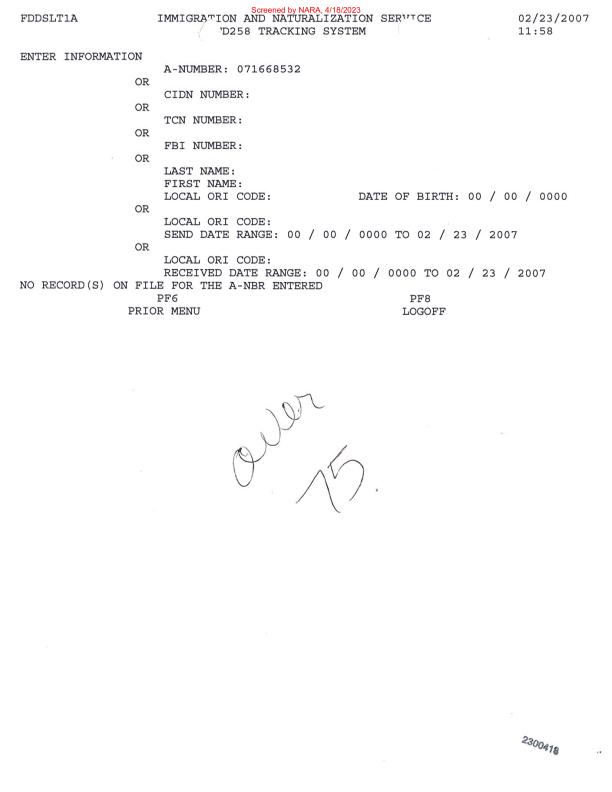 Screened by NARA, 4/18/2023
FDDSLT1A IMMIGRATION AND NATURALIZATION SERVICE 02/23/2007
'D258 TRACKING SYSTEM 11:58
ENTER INFORMATION
A-NUMBER: 071668532
OR
CIDN NUMBER:
OR
TCN NUMBER:
OR
FBI NUMBER:
OR
LAST NAME:
FIRST NAME:
LOCAL ORI CODE: DATE OF BIRTH: 00 / 00 / 0000
OR
LOCAL ORI CODE:
SEND DATE RANGE: 00 / 00 / 0000 TO 02 / 23 / 2007
OR
LOCAL ORI CODE:
RECEIVED DATE RANGE: 00 / 00 / 0000 TO 02 / 23 / 2007
NO RECORD(S) ON FILE FOR THE A-NBR ENTERED
PF6 PF8
PRIOR MENU LOGOFF
over
75.
2300418